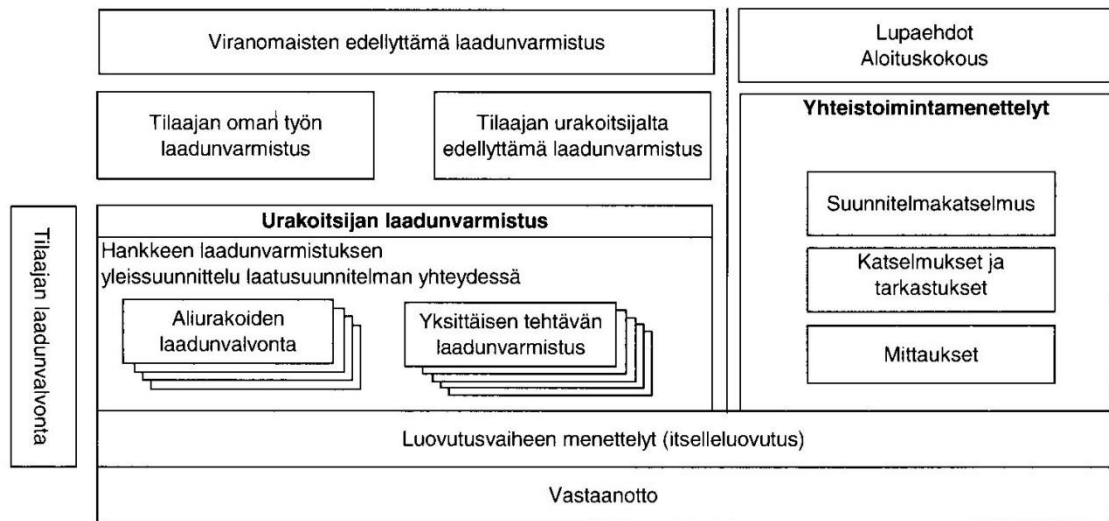 Viranomaisten edellyttämä laadunvarmistus
Lupaehdot
Aloituskokous
Tilaajan oman työn
laadunvarmistus
Tilaajan urakoitsijalta
edellyttämä laadunvarmistus
Yhteistoimintamenettelyt
Suunnitelmakatselmus
Katselmukset ja
tarkastukset
Mittaukset
Tilaajan laadunvalvonta
Urakoitsijan laadunvarmistus
Hankkeen laadunvarmistuksen
yleissuunnittelu laatusuunnitelman yhteydessä
Aliurakoiden
laadunvalvonta
Yksittäisen tehtävän
laadunvarmistus
Luovutusvaiheen menettelyt (itselleluovutus)
Vastaanotto